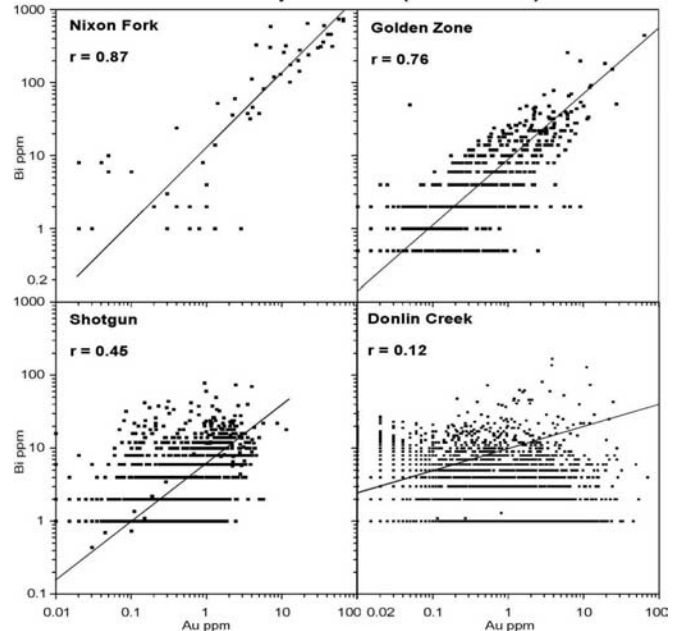 Nixon Fork
r = 0.87
Golden Zone
r = 0.76
Bi ppm
1000
100
10
1
0.2
1000
Shotgun
r = 0.45
Donlin Creek
r = 0.12
Bi ppm
100
10
1
0.1
0.01 0.1 1 10 100 0.02 0.1 1 10 100
Au ppm Au ppm